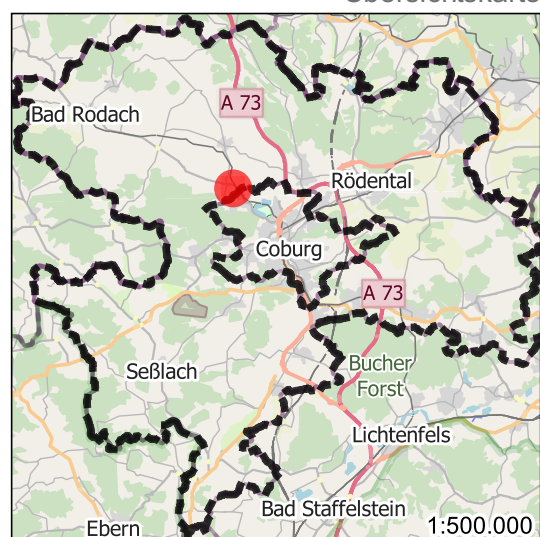 Übersichtskarte
A 73
Bad Rodach
Rödental
Coburg
A 73
Bucher
Forst
Seßlach
Lichtenfels
Bad Staffelstein
Ebern
1:500.000